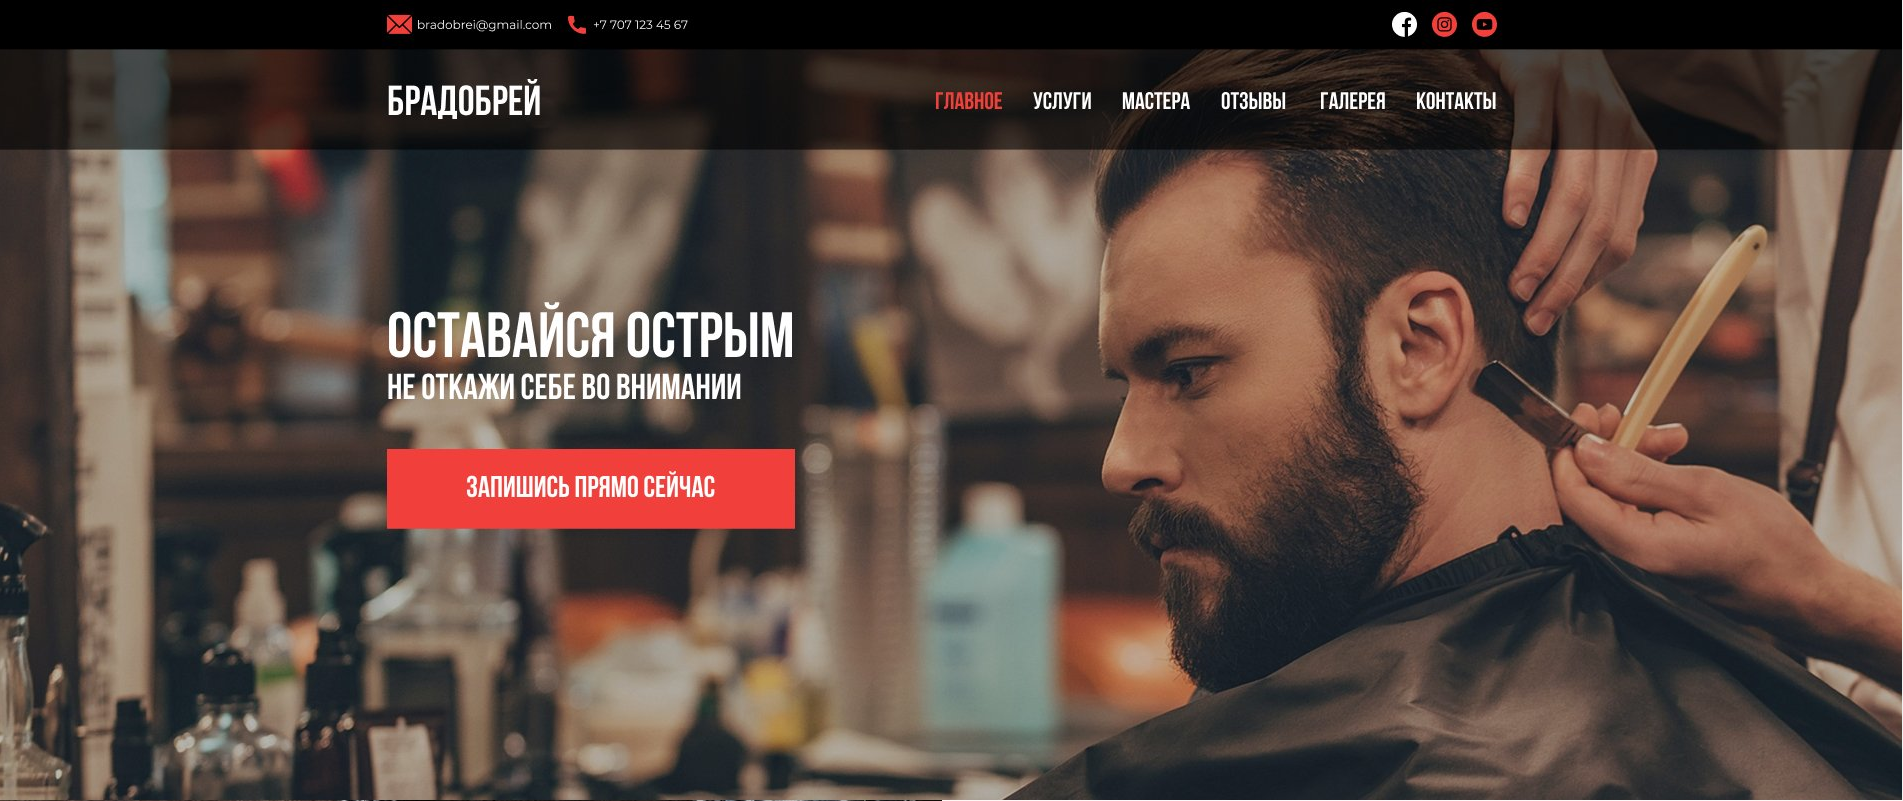 bradobrei@gmail.com +7 707 123 45 67
БРАДОБРЕЙ
ГЛАВНОЕ УСЛУГИ МАСТЕРА ОТЗЫВЫ ГАЛЕРЕЯ КОНТАКТЫ
ОСТАВАЙСЯ ОСТРЫМ
НЕ ОТКАЖИ СЕБЕ ВО ВНИМАНИИ
ЗАПИШИСЬ ПРЯМО СЕЙЧАС